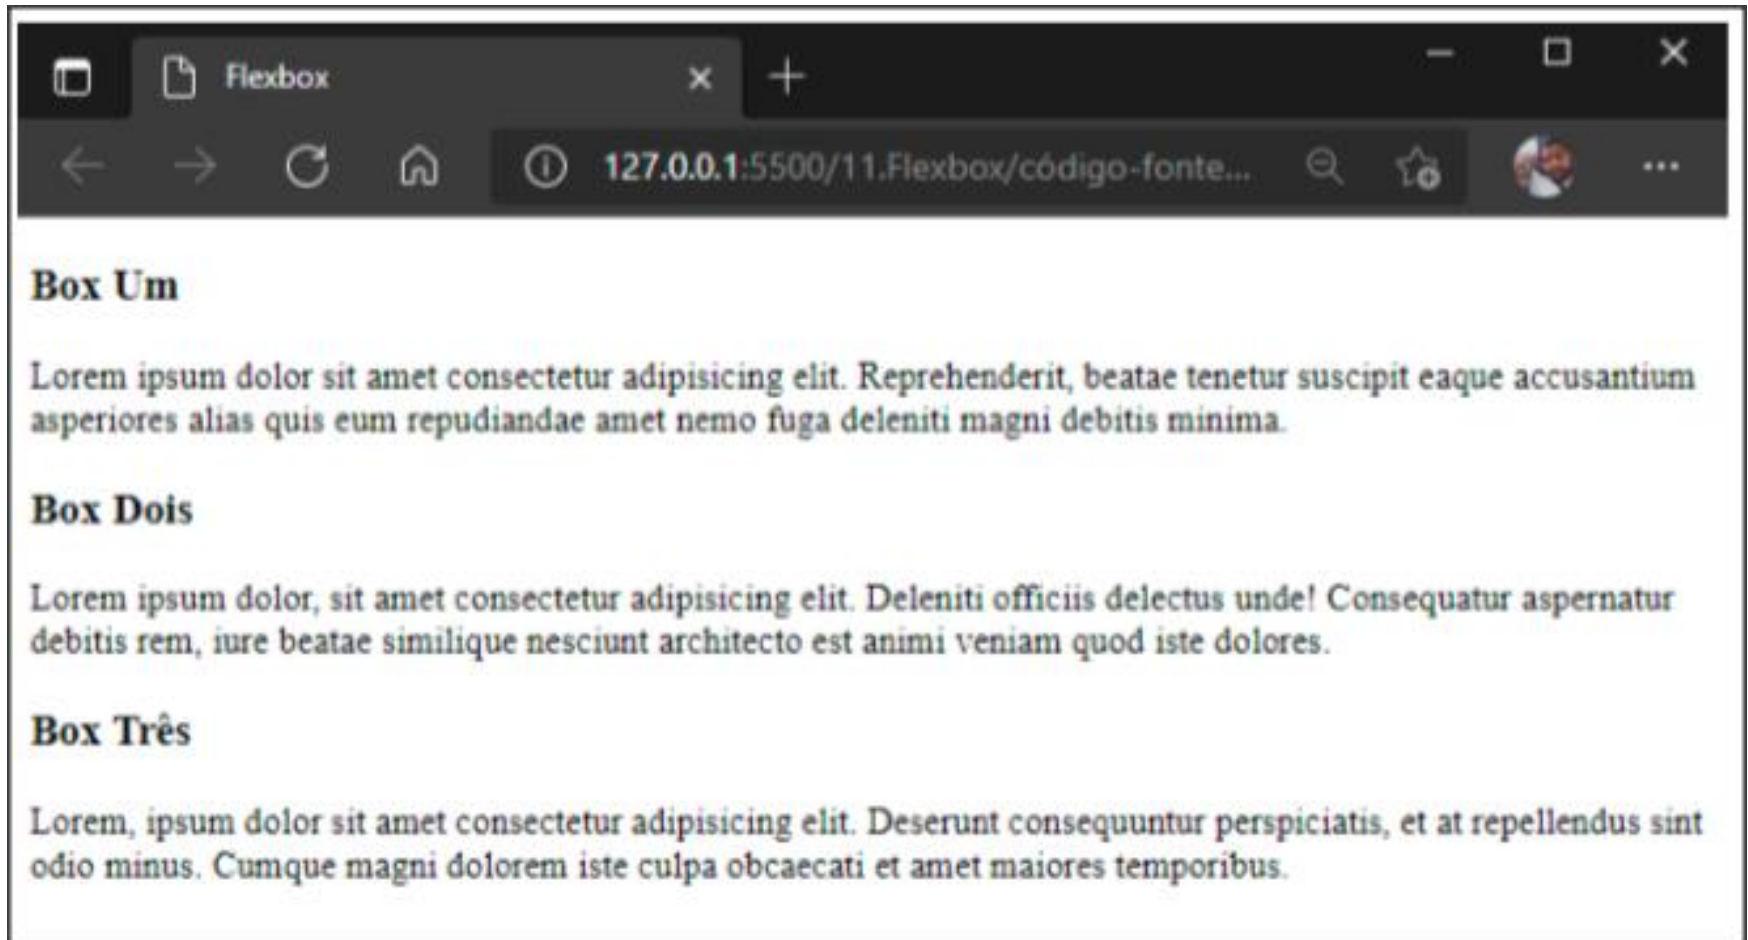 Flexbox
127.0.0.1:5500/11.Flexbox/código-fonte...
Box Um
Lorem ipsum dolor sit amet consectetur adipisicing elit. Reprehenderit, beatae tenetur suscipit eaque accusantium
asperiores alias quis eum repudiandae amet nemo fuga deleniti magni debitis minima.
Box Dois
Lorem ipsum dolor, sit amet consectetur adipisicing elit. Deleniti officiis delectus unde! Consequatur aspernatur
debitis rem, iure beatae similique nesciunt architecto est animi veniam quod iste dolores.
Box Três
Lorem, ipsum dolor sit amet consectetur adipisicing elit. Deserunt consequuntur perspiciatis, et at repellendus sint
odio minus. Cumque magni dolorem iste culpa obcaecati et amet maiores temporibus.